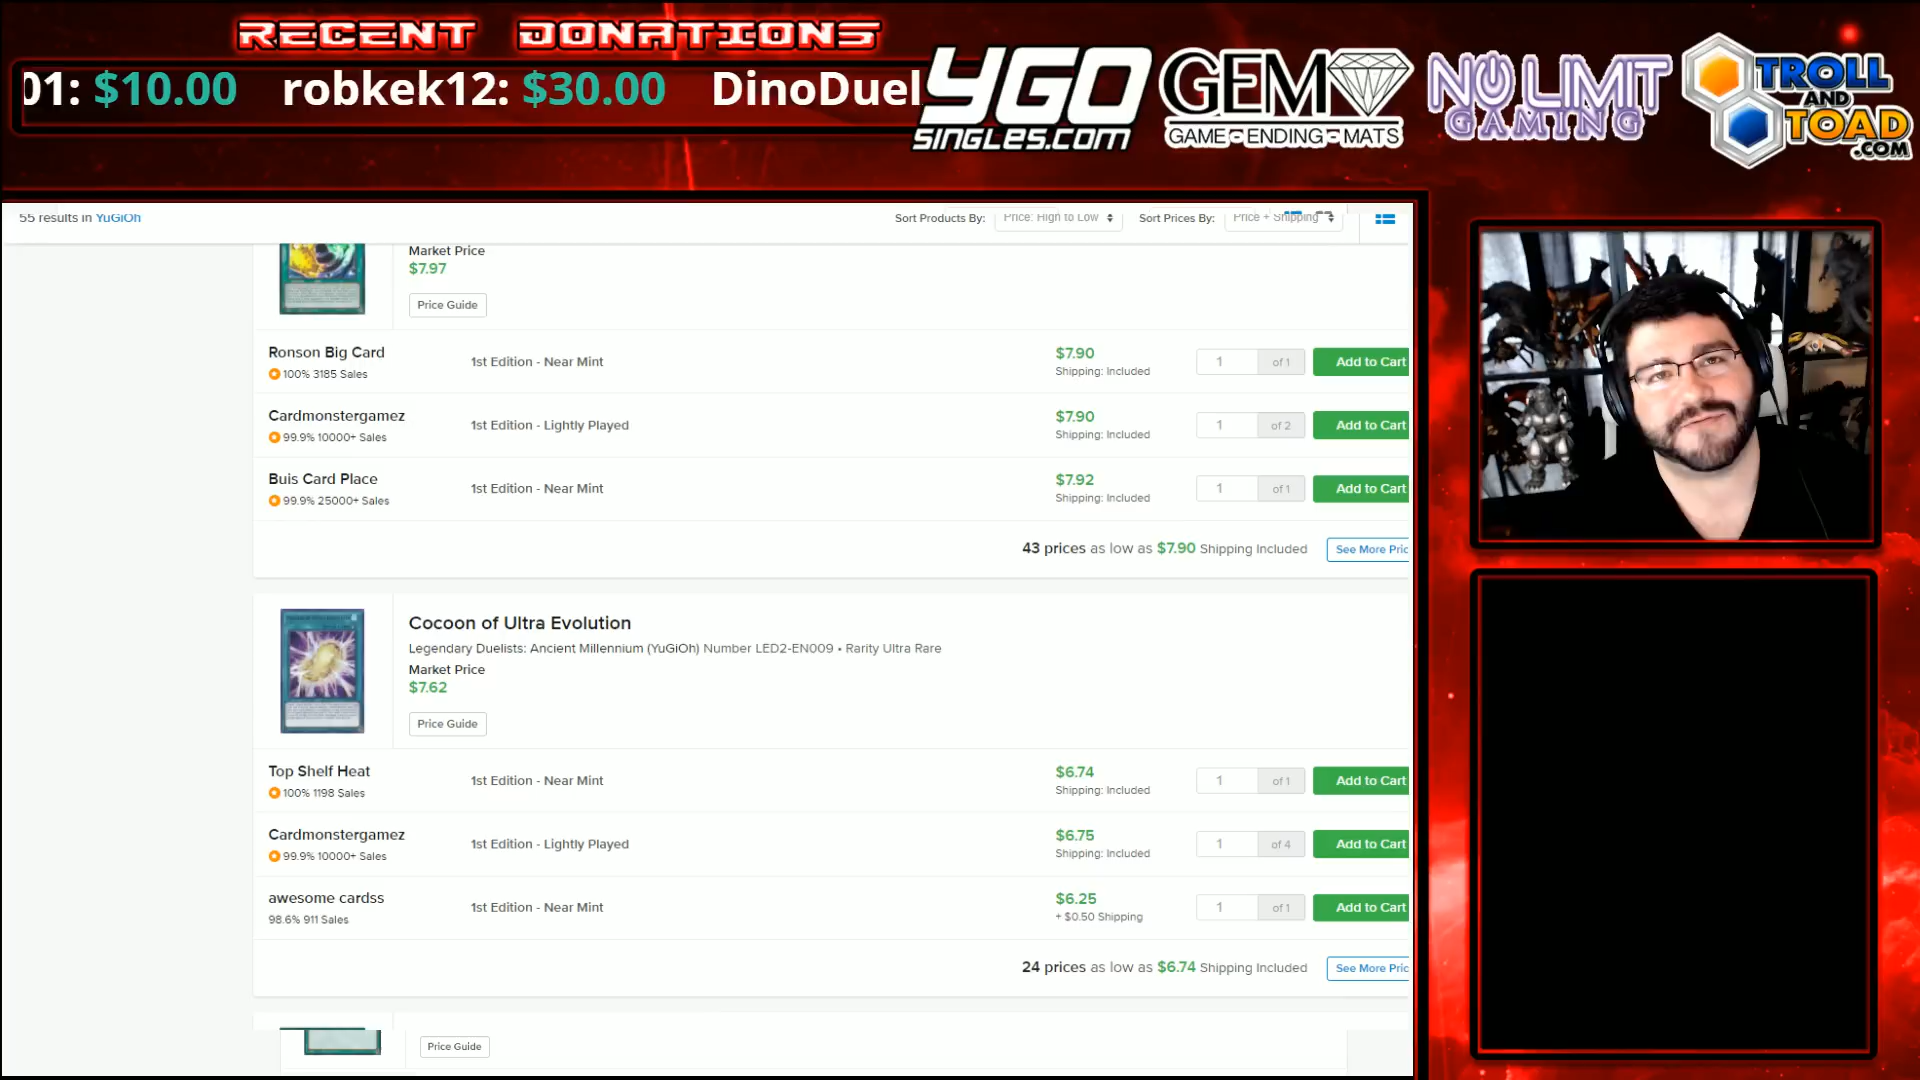 RECENT DONATIONS
01: $10.00 robkek12: $30.00 DinoDuel
YGO
SINGLES.COM
GEM
GAME-ENDING-MATS
NO LIMIT
GAMING
TROLL
AND
TOAD
.COM
55 results in YuGiOh
Sort Products By: Price: High to Low Sort Prices By: Price + Shipping
Market Price
$7.97
Price Guide
Ronson Big Card
100% 3185 Sales
1st Edition - Near Mint
$7.90
Shipping: Included
1 of 1
Add to Cart
Cardmonstergamez
99.9% 10000+ Sales
1st Edition - Lightly Played
$7.90
Shipping: Included
1 of 2
Add to Cart
Buis Card Place
99.9% 25000+ Sales
1st Edition - Near Mint
$7.92
Shipping: Included
1 of 1
Add to Cart
43 prices as low as $7.90 Shipping Included
See More Pric
Cocoon of Ultra Evolution
Legendary Duelists: Ancient Millennium (YuGiOh) Number LED2-EN009 • Rarity Ultra Rare
Market Price
$7.62
Price Guide
Top Shelf Heat
100% 1198 Sales
1st Edition - Near Mint
$6.74
Shipping: Included
1 of 1
Add to Cart
Cardmonstergamez
99.9% 10000+ Sales
1st Edition - Lightly Played
$6.75
Shipping: Included
1 of 4
Add to Cart
awesome cardss
98.6% 911 Sales
1st Edition - Near Mint
$6.25
+ $0.50 Shipping
1 of 1
Add to Cart
24 prices as low as $6.74 Shipping Included
See More Pric
Price Guide